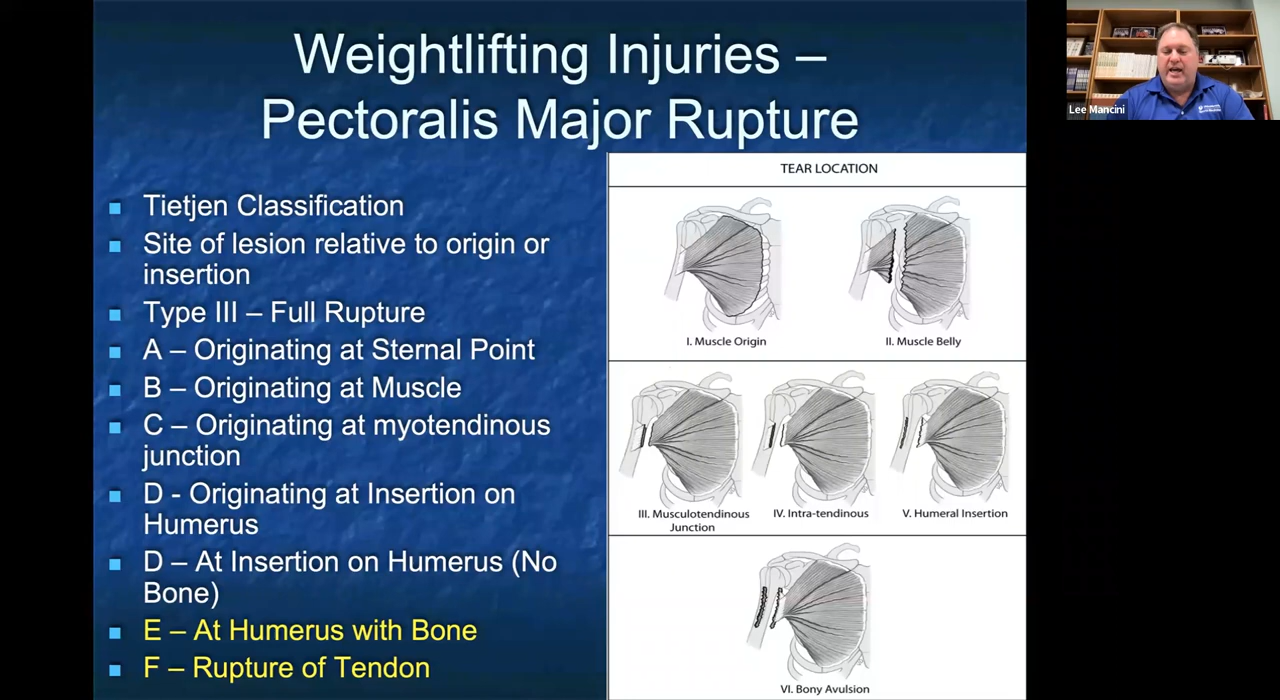 Weightlifting Injuries –
Pectoralis Major Rupture
Tietjen Classification
Site of lesion relative to origin or
insertion
Type III – Full Rupture
A – Originating at Sternal Point
B – Originating at Muscle
C – Originating at myotendinous
junction
D - Originating at Insertion on
Humerus
D – At Insertion on Humerus (No
Bone)
E – At Humerus with Bone
F – Rupture of Tendon
TEAR LOCATION
I. Muscle Origin
II. Muscle Belly
III. Musculotendinous
Junction
IV. Intra-tendinous
V. Humeral Insertion
VI. Bony Avulsion
Lee Mancini